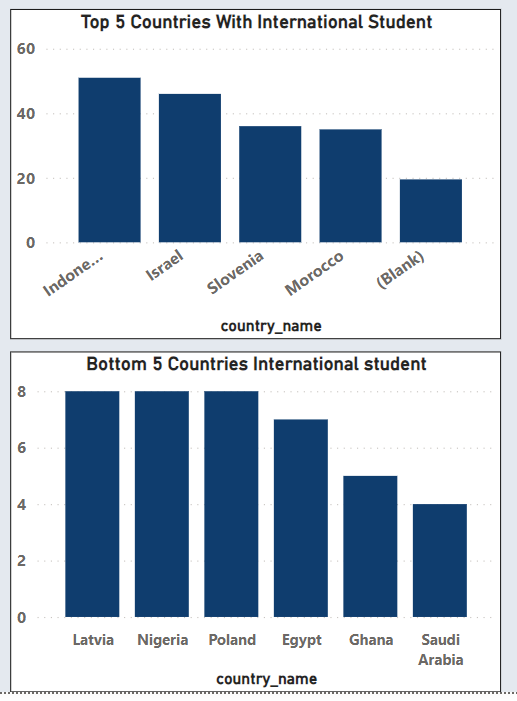 Top 5 Countries With International Student
60
40
20
0
Indone...
Israel
Slovenia
Morocco
(Blank)
country_name
Bottom 5 Countries International student
8
6
4
2
0
Latvia
Nigeria
Poland
Egypt
Ghana
Saudi
Arabia
country_name